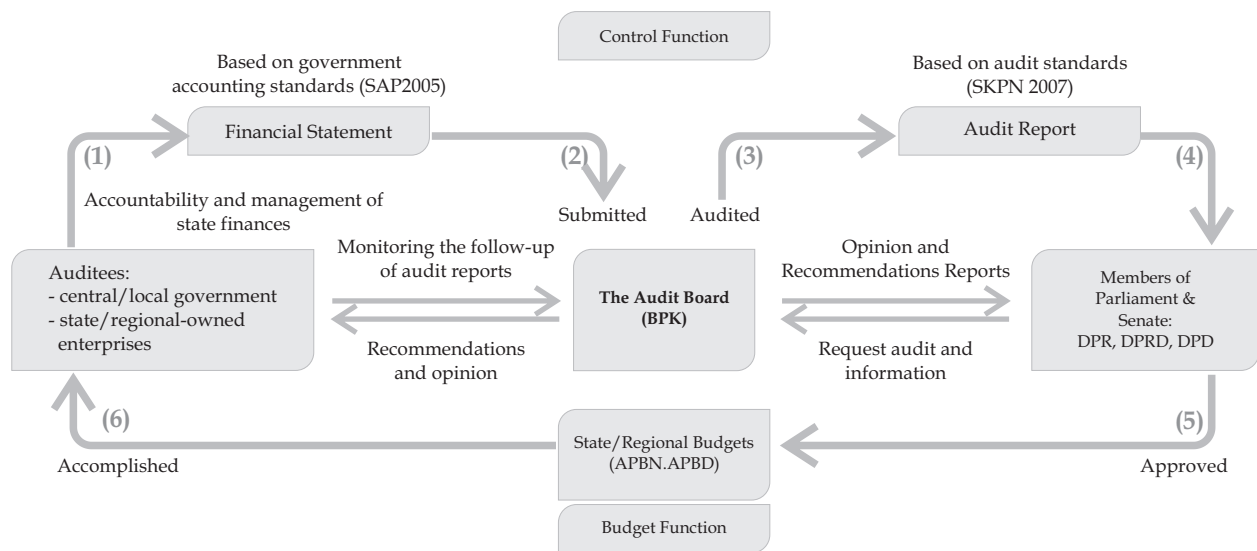 Control Function
Based on government
accounting standards (SAP2005)
Based on audit standards
(SKPN 2007)
Financial Statement
Audit Report
(1)
(2)
(3)
(4)
Accountability and management of
state finances
Submitted
Audited
Auditees:
- central/local government
- state/regional-owned
enterprises
Monitoring the follow-up
of audit reports
Recommendations
and opinion
The Audit Board
(BPK)
Opinion and
Recommendations Reports
Request audit and
information
Members of
Parliament &
Senate:
DPR, DPRD, DPD
(6)
(5)
Accomplished
State/Regional Budgets
(APBN.APBD)
Approved
Budget Function